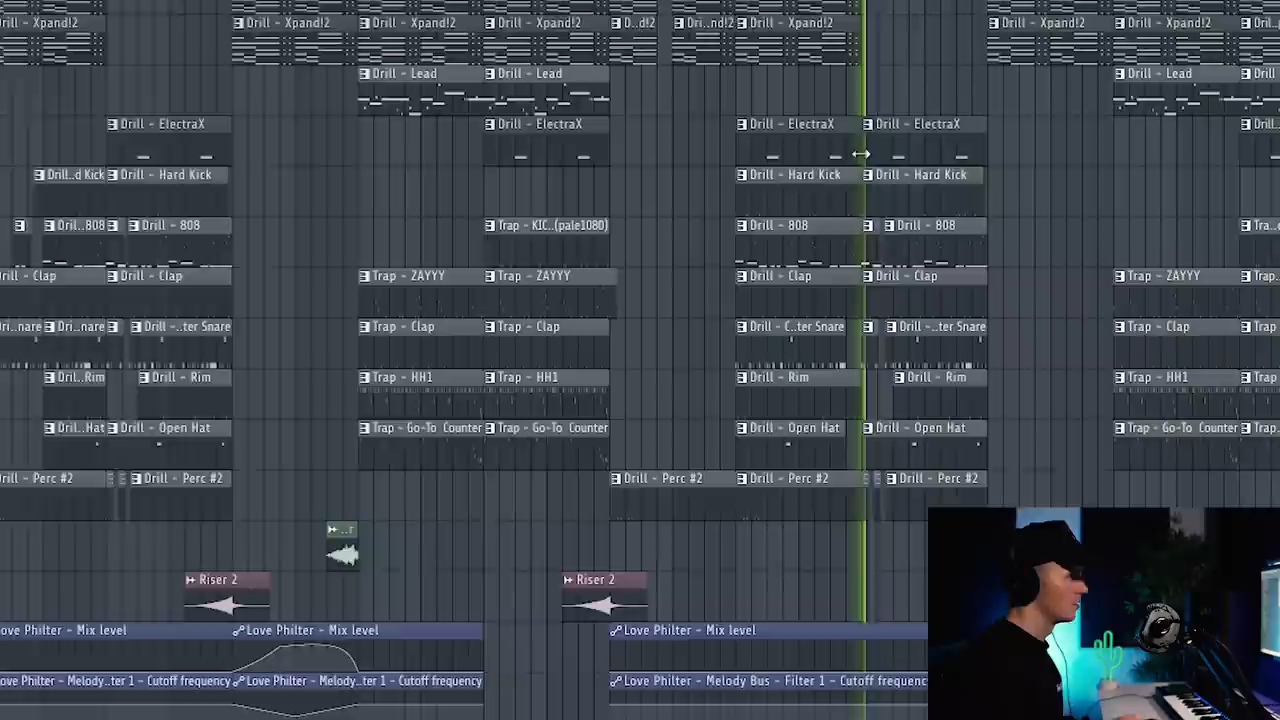 rill - Xpand!2 Drill - Xpand!2 Drill - Xpand!2 Drill - Xpand!2 D..d!2 Dri..nd!2 Drill - Xpand!2 Drill - Xpand!2 Drill - Xpand!2 Dril
Drill - Lead Drill - Lead Drill - Lead Drill
Drill - ElectraX Drill - ElectraX Drill - ElectraX Drill - ElectraX Drill
Drill..d Kick Drill - Hard Kick Drill - Hard Kick Drill - Hard Kick
Dril..808 Drill - 808 Trap - KIC..(pale1080) Drill - 808 Drill - 808 Tra..
rill - Clap Drill - Clap Trap - ZAYYY Trap - ZAYYY Drill - Clap Drill - Clap Trap - ZAYYY Trap
Dri..nare Dri..nare Drill -..ter Snare Trap - Clap Trap - Clap Drill - C..ter Snare Drill -..ter Snare Trap - Clap Trap
Dril..Rim Drill - Rim Trap - HH1 Trap - HH1 Drill - Rim Drill - Rim Trap - HH1 Trap
Dril..Hat Drill - Open Hat Trap - Go-To Counter Trap - Go-To Counter Drill - Open Hat Drill - Open Hat Trap - Go-To Counter Trap
rill - Perc #2 Drill - Perc #2 Drill - Perc #2 Drill - Perc #2 Drill - Perc #2
..r
Riser 2 Riser 2
ove Philter - Mix level Love Philter - Mix level Love Philter - Mix level
ove Philter - Melody..ter 1 - Cutoff frequency Love Philter - Melody..ter 1 - Cutoff frequency Love Philter - Melody Bus - Filter 1 - Cutoff frequenc